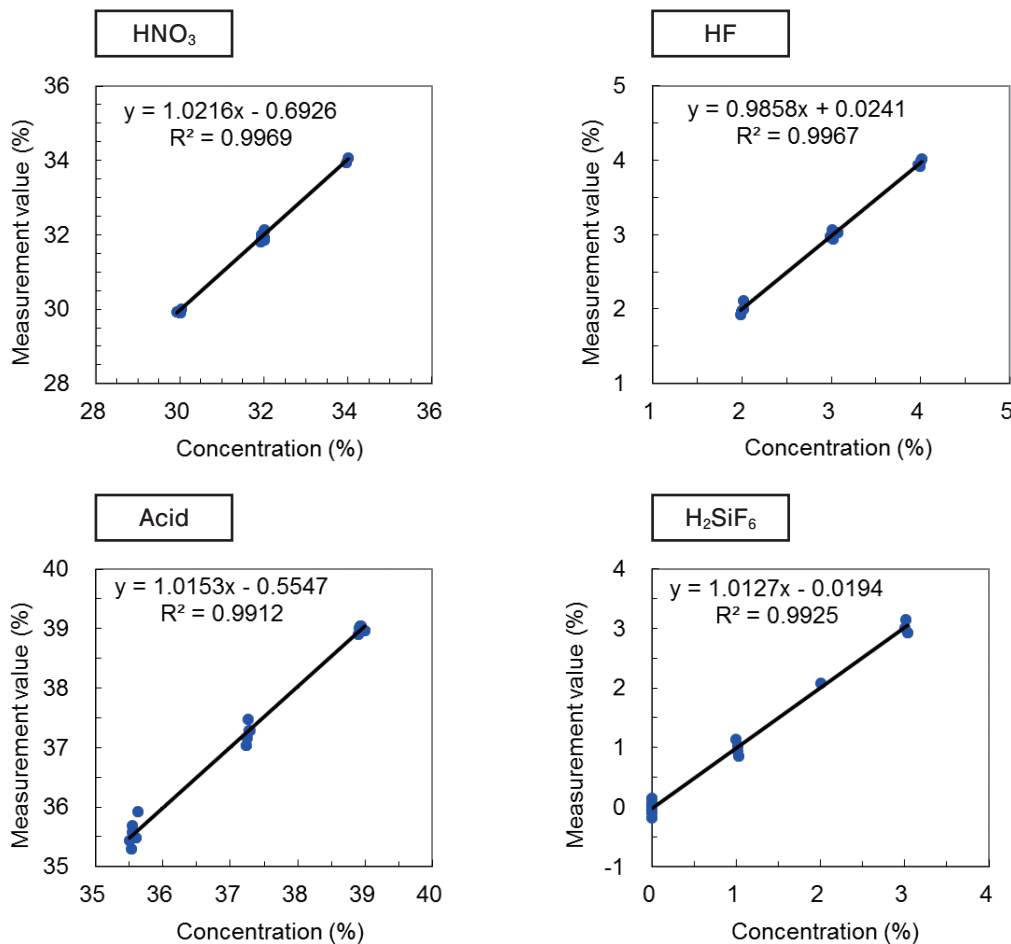 HNO₃
y = 1.0216x - 0.6926
R² = 0.9969
Measurement value (%)
36
34
32
30
28
28 30 32 34 36
Concentration (%)
HF
y = 0.9858x + 0.0241
R² = 0.9967
Measurement value (%)
5
4
3
2
1
1 2 3 4 5
Concentration (%)
Acid
y = 1.0153x - 0.5547
R² = 0.9912
Measurement value (%)
40
39
38
37
36
35
35 36 37 38 39 40
Concentration (%)
H₂SiF₆
y = 1.0127x - 0.0194
R² = 0.9925
Measurement value (%)
4
3
2
1
0
-1
0 1 2 3 4
Concentration (%)